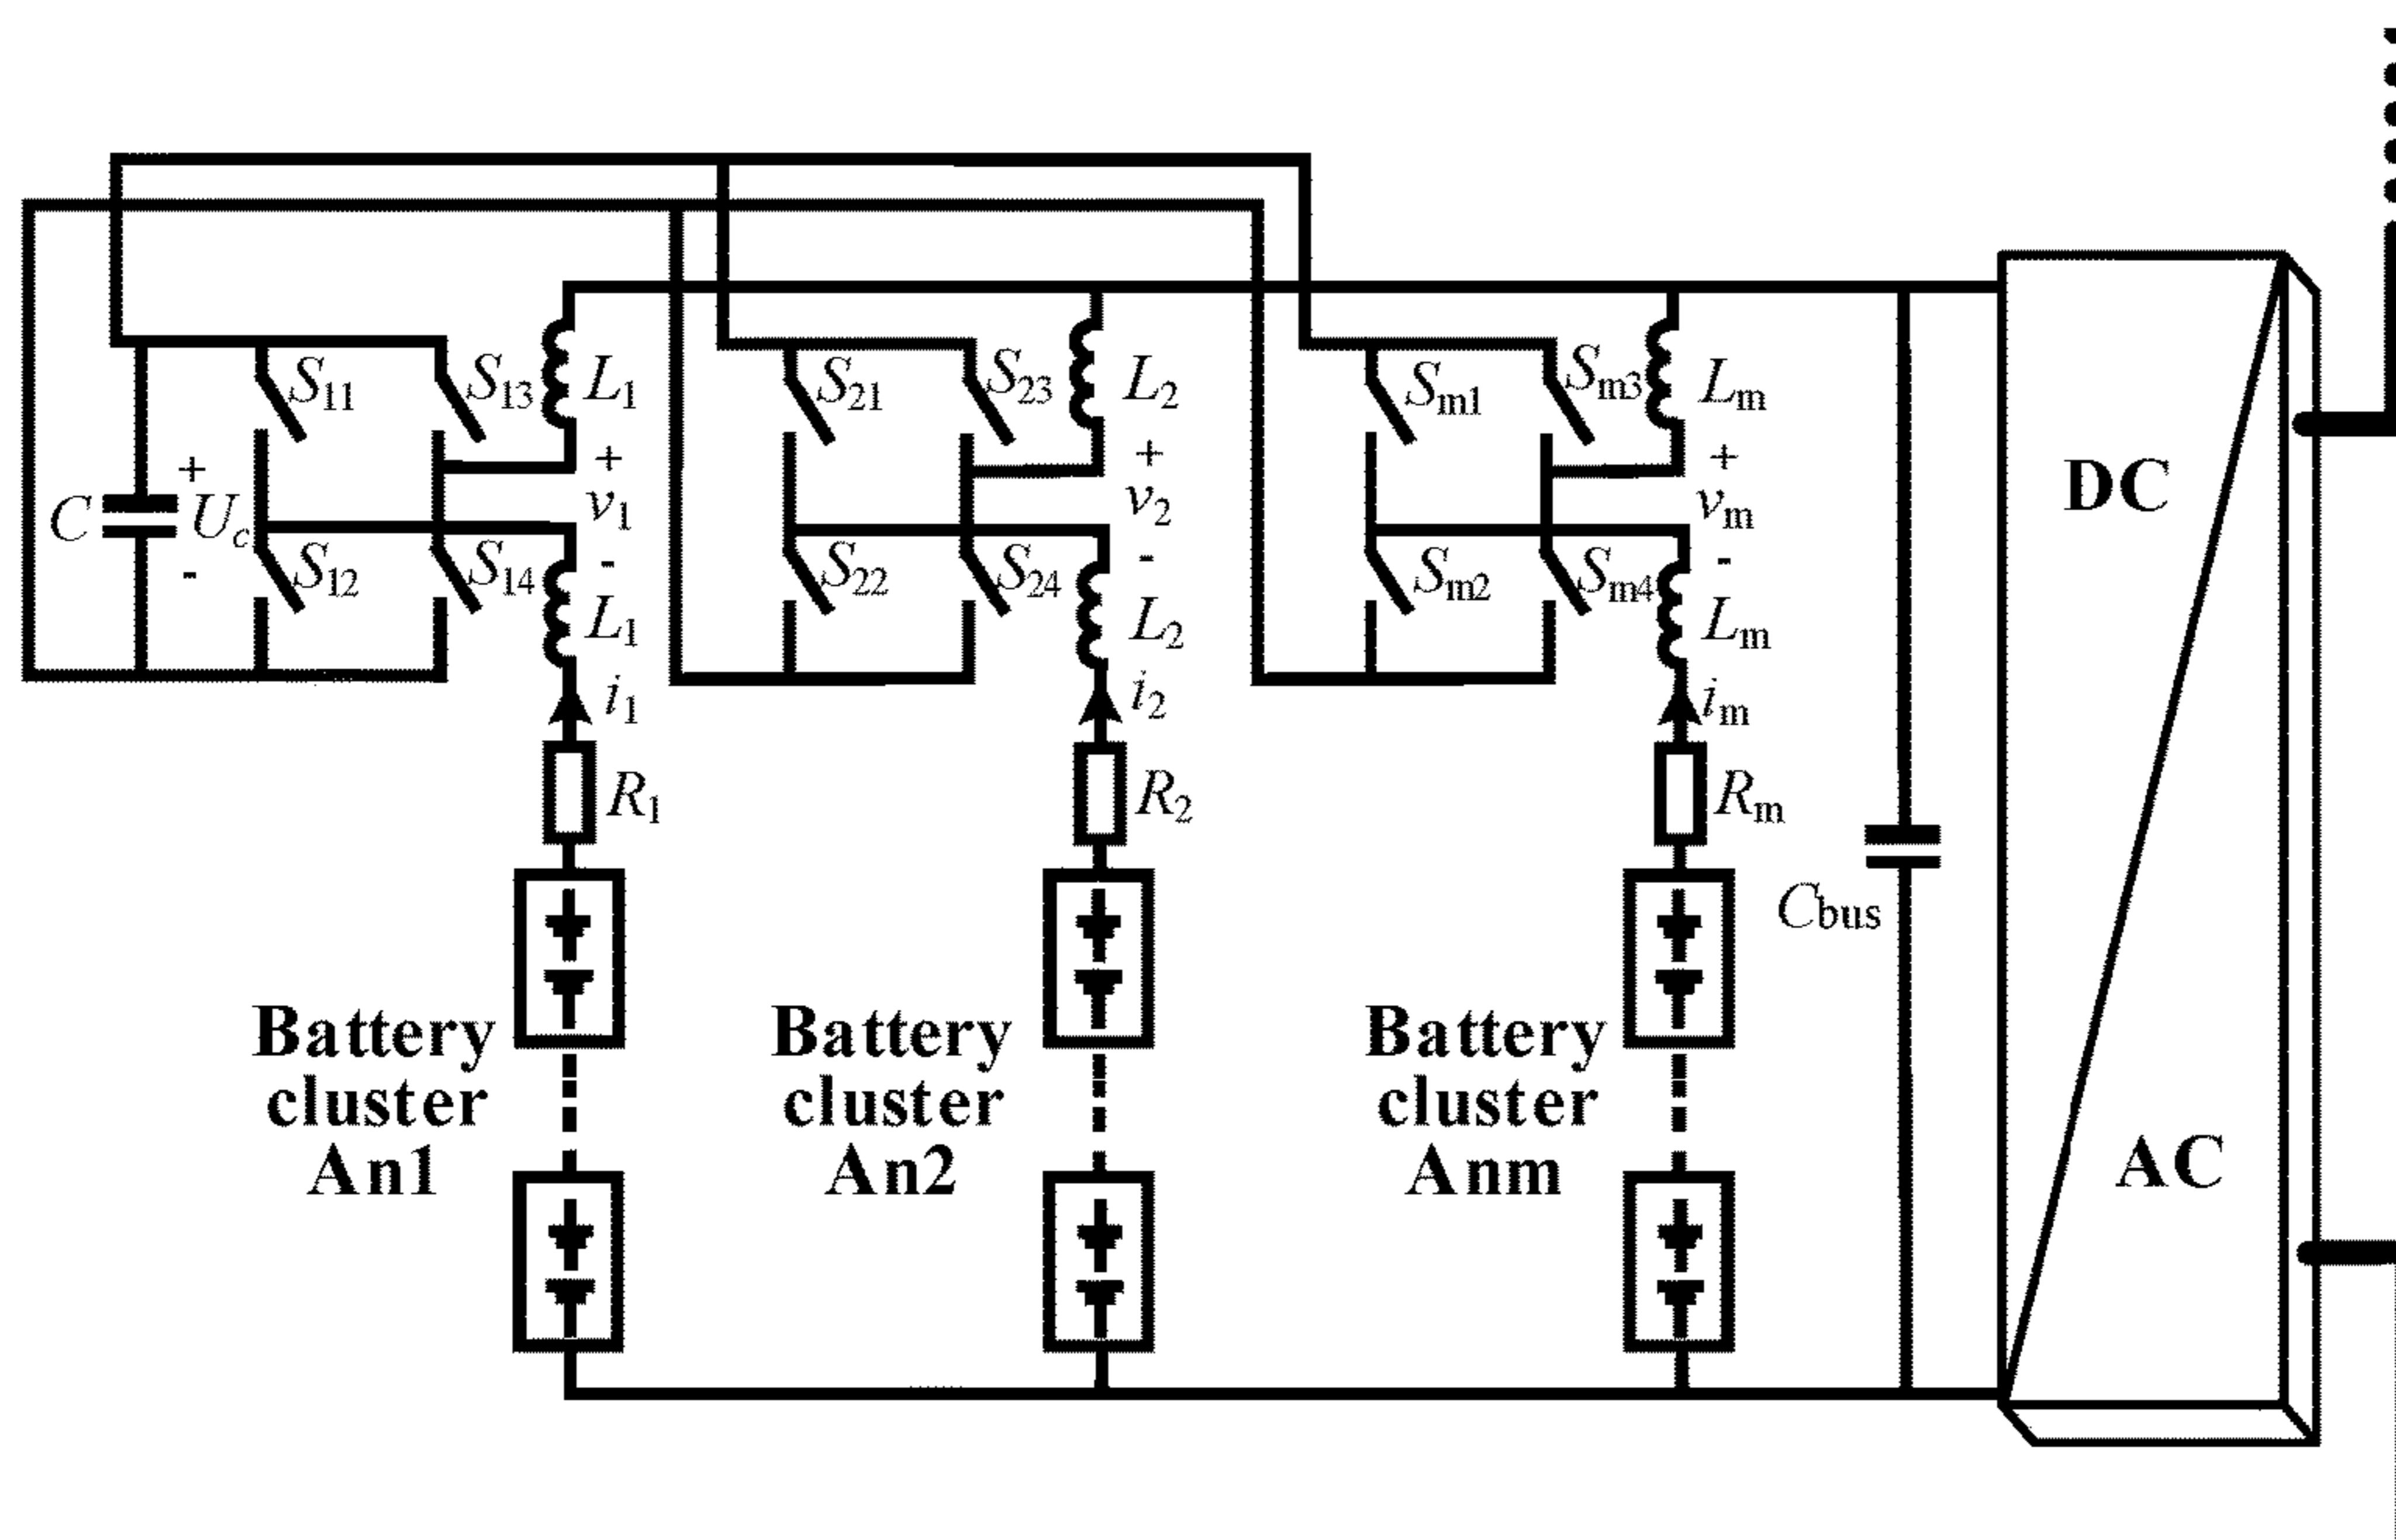 S11
S13
L1
S21
S23
L2
Sm1
Sm3
Lm
DC
C
+
Uc
-
+
v1
-
+
v2
-
+
vm
-
S12
S14
L1
S22
S24
L2
Sm2
Sm4
Lm
i1
i2
im
R1
R2
Rm
Cbus
Battery
cluster
An1
Battery
cluster
An2
Battery
cluster
Anm
AC